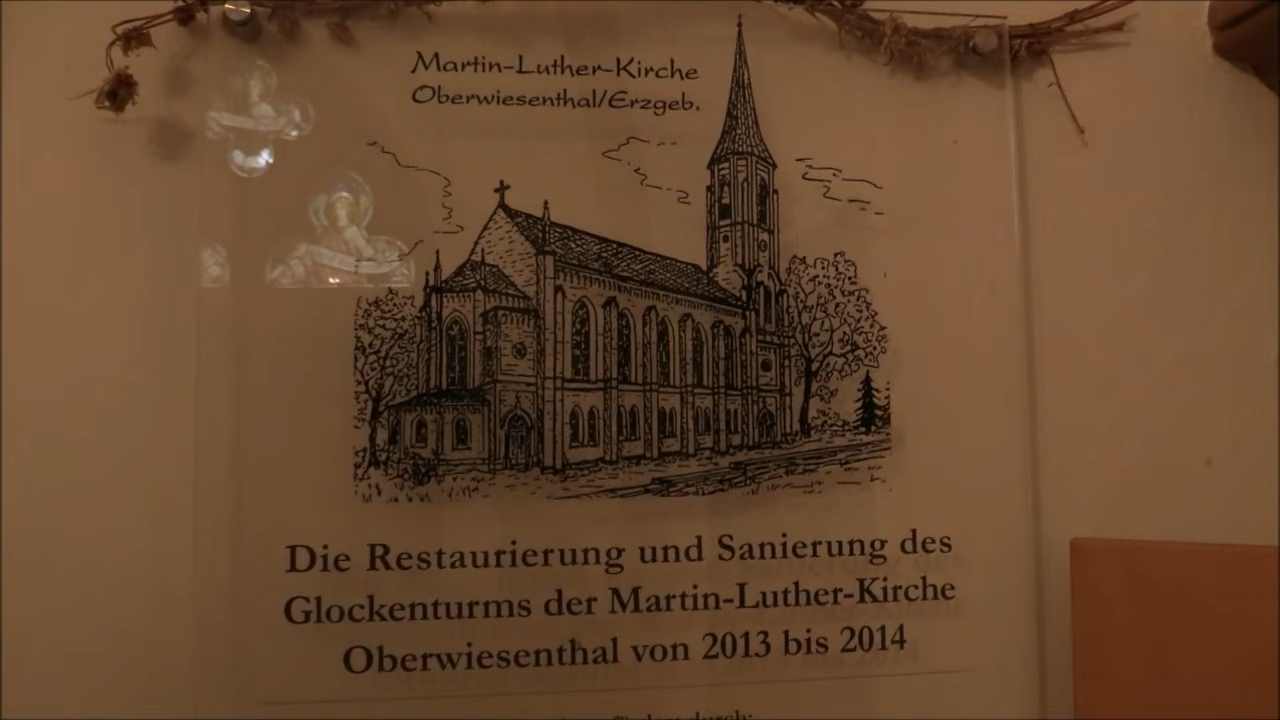 Martin-Luther-Kirche
Oberwiesenthal/Erzgeb.
Die Restaurierung und Sanierung des
Glockenturms der Martin-Luther-Kirche
Oberwiesenthal von 2013 bis 2014
durch: